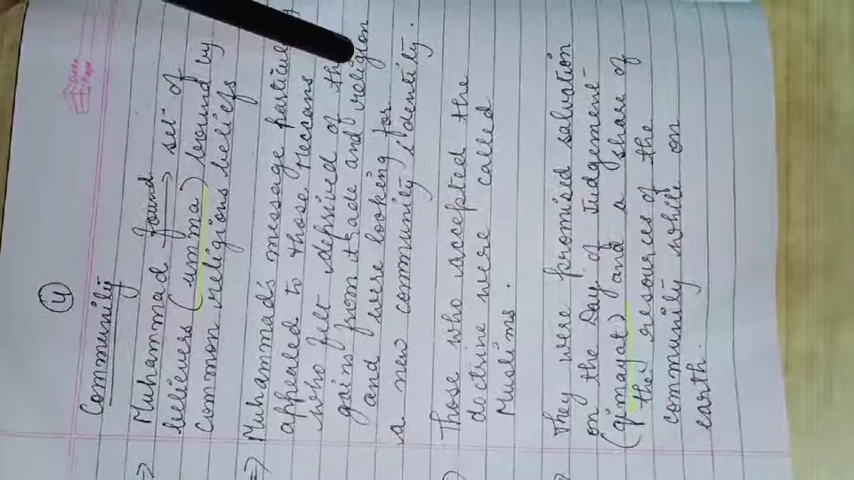 (4)
Community
=> Muhammad found → set of
believers (umma) bound by
common religious beliefs
=> Muhammad's message particul
appealed to those Meccans
who felt deprived of the
gains from trade and religion
and were looking for
a new community identity.
Those who accepted the
doctrine were called
Muslims.
They were promised salvation
on the Day of Judgement
(qimayat) and a share of
the resources of the
community while on
earth.